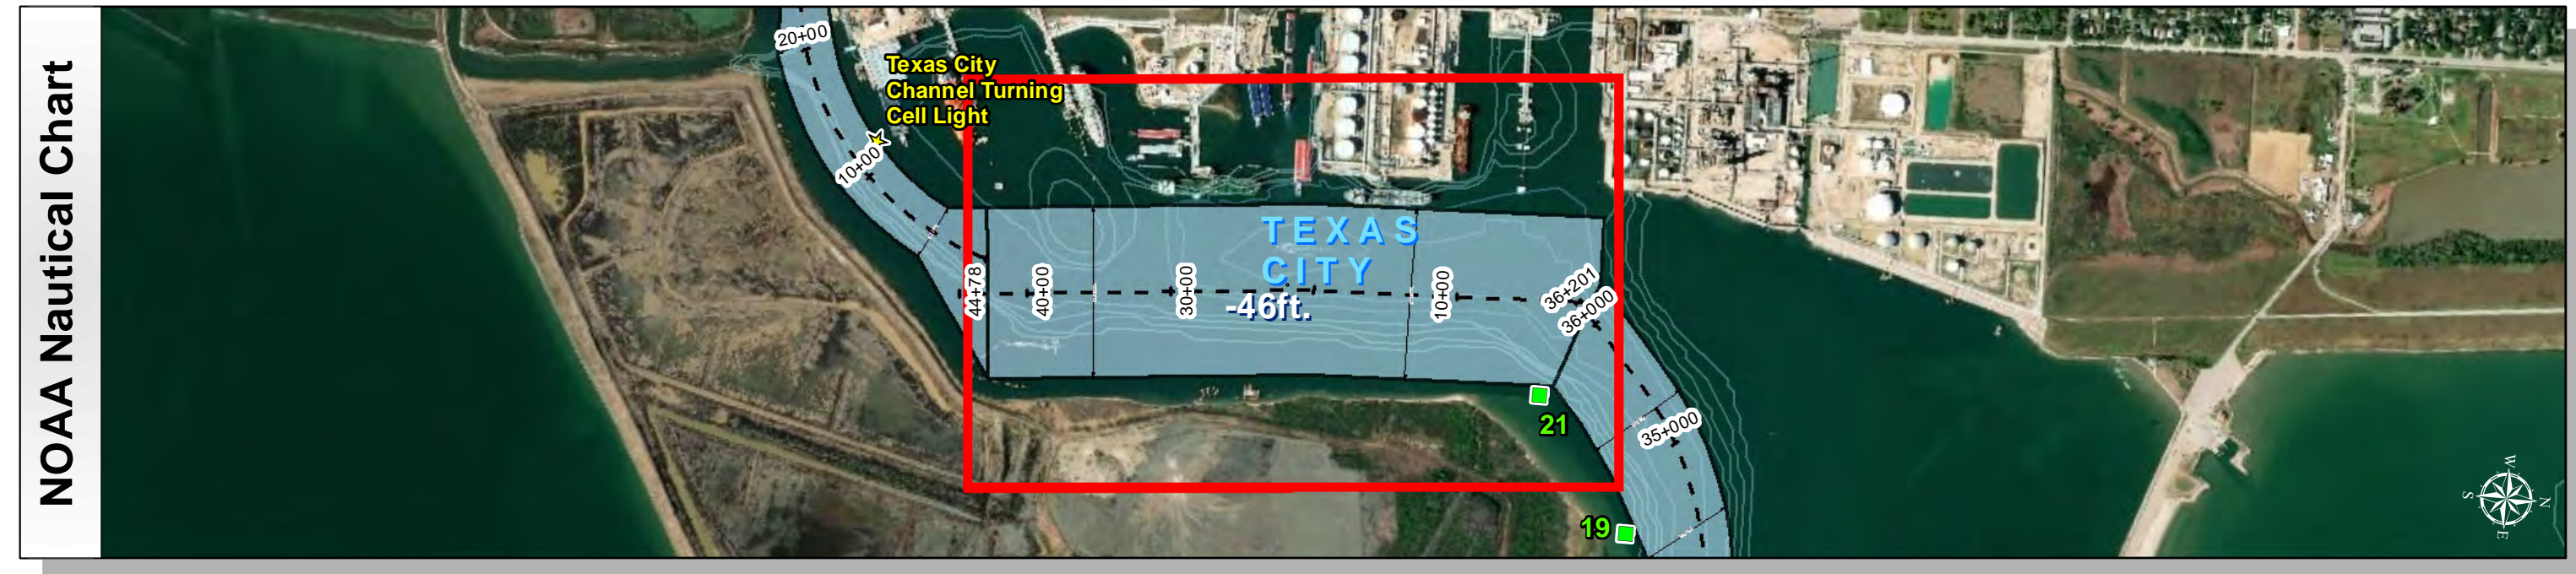 NOAA Nautical Chart
20+00
Texas City
Channel Turning
Cell Light
10+00
44+78
40+00
30+00
TEXAS
CITY
-46ft.
10+00
36+201
36+000
21
35+000
19
W
S
N
E